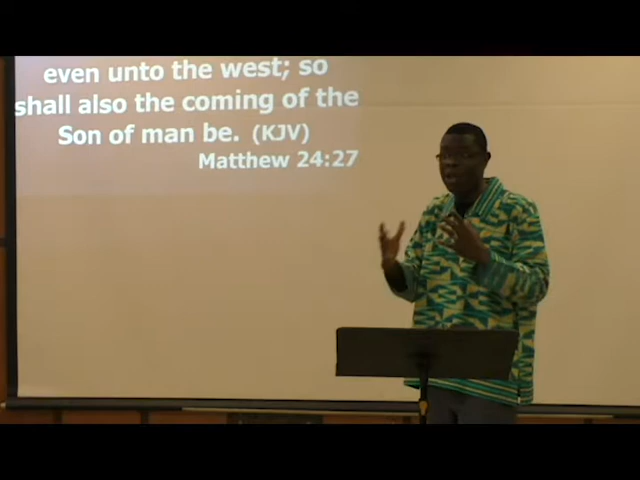 even unto the west; so
shall also the coming of the
Son of man be. (KJV)
Matthew 24:27